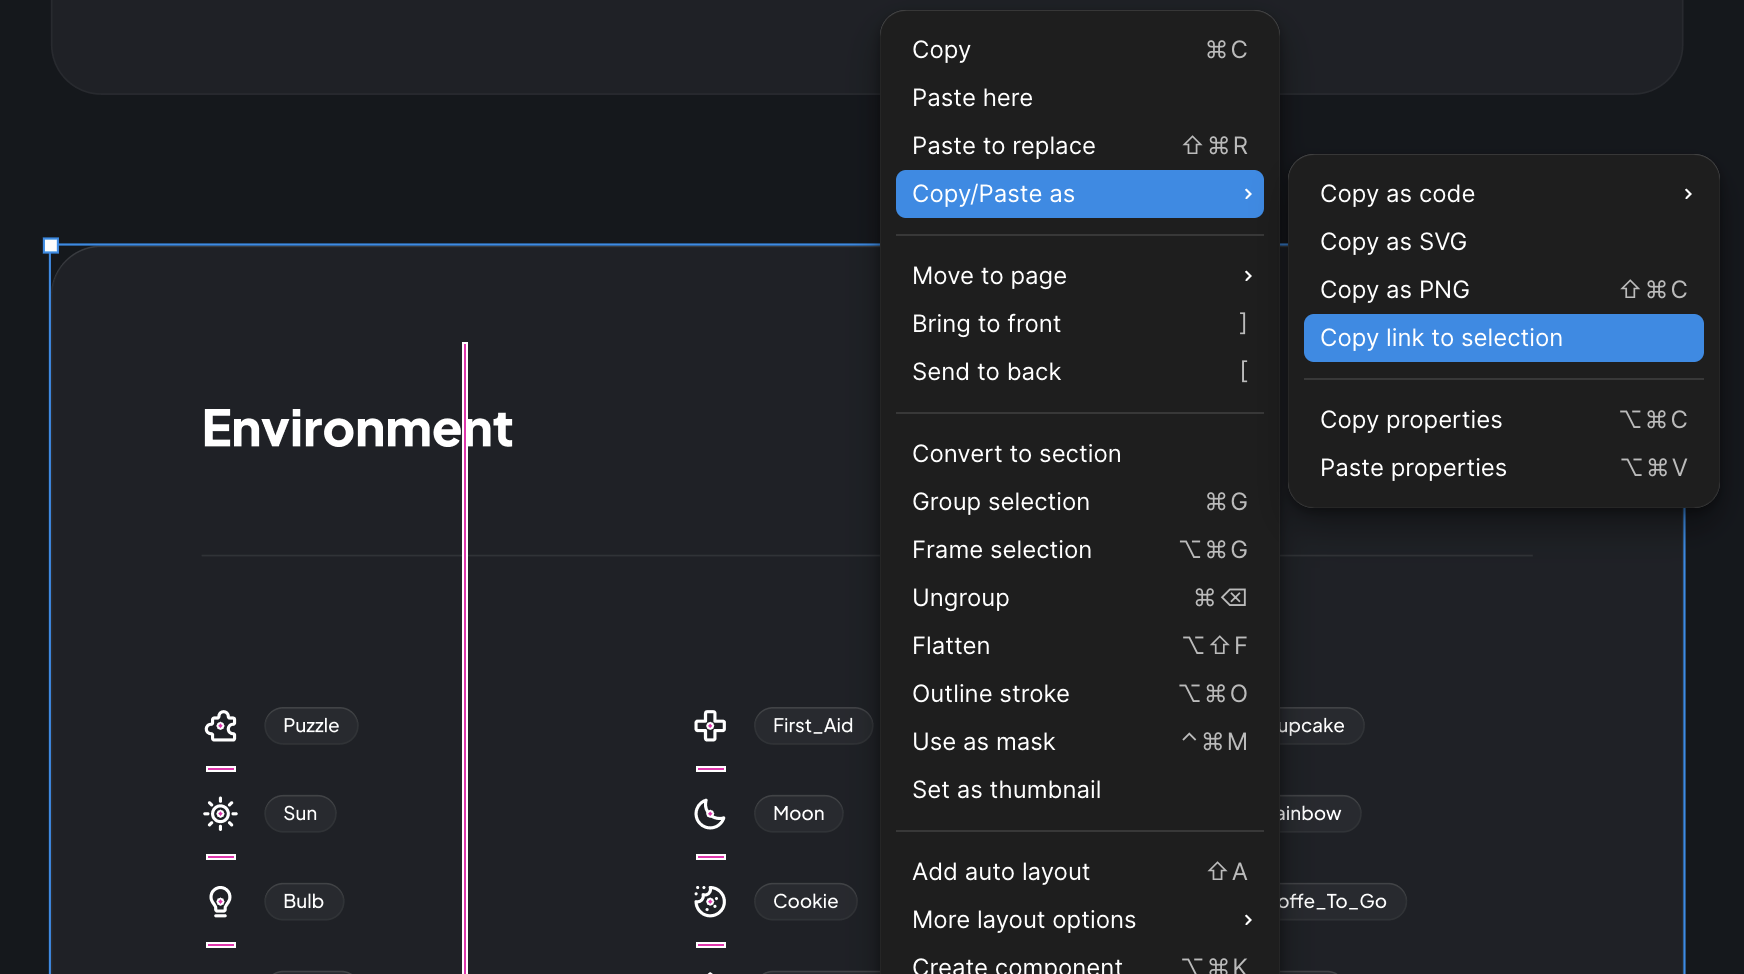 Copy ⌘C
Paste here
Paste to replace ⇧⌘R
Copy/Paste as
Move to page
Bring to front ]
Send to back [
Convert to section
Group selection ⌘G
Frame selection ⌥⌘G
Ungroup ⌘⌫
Flatten ⌥⇧F
Outline stroke ⌥⌘O
Use as mask ^⌘M
Set as thumbnail
Add auto layout ⇧A
More layout options
Create component ⌥⌘K
Copy as code
Copy as SVG
Copy as PNG ⇧⌘C
Copy link to selection
Copy properties ⌥⌘C
Paste properties ⌥⌘V
Environment
Puzzle First_Aid upcake
Sun Moon ainbow
Bulb Cookie offe_To_Go